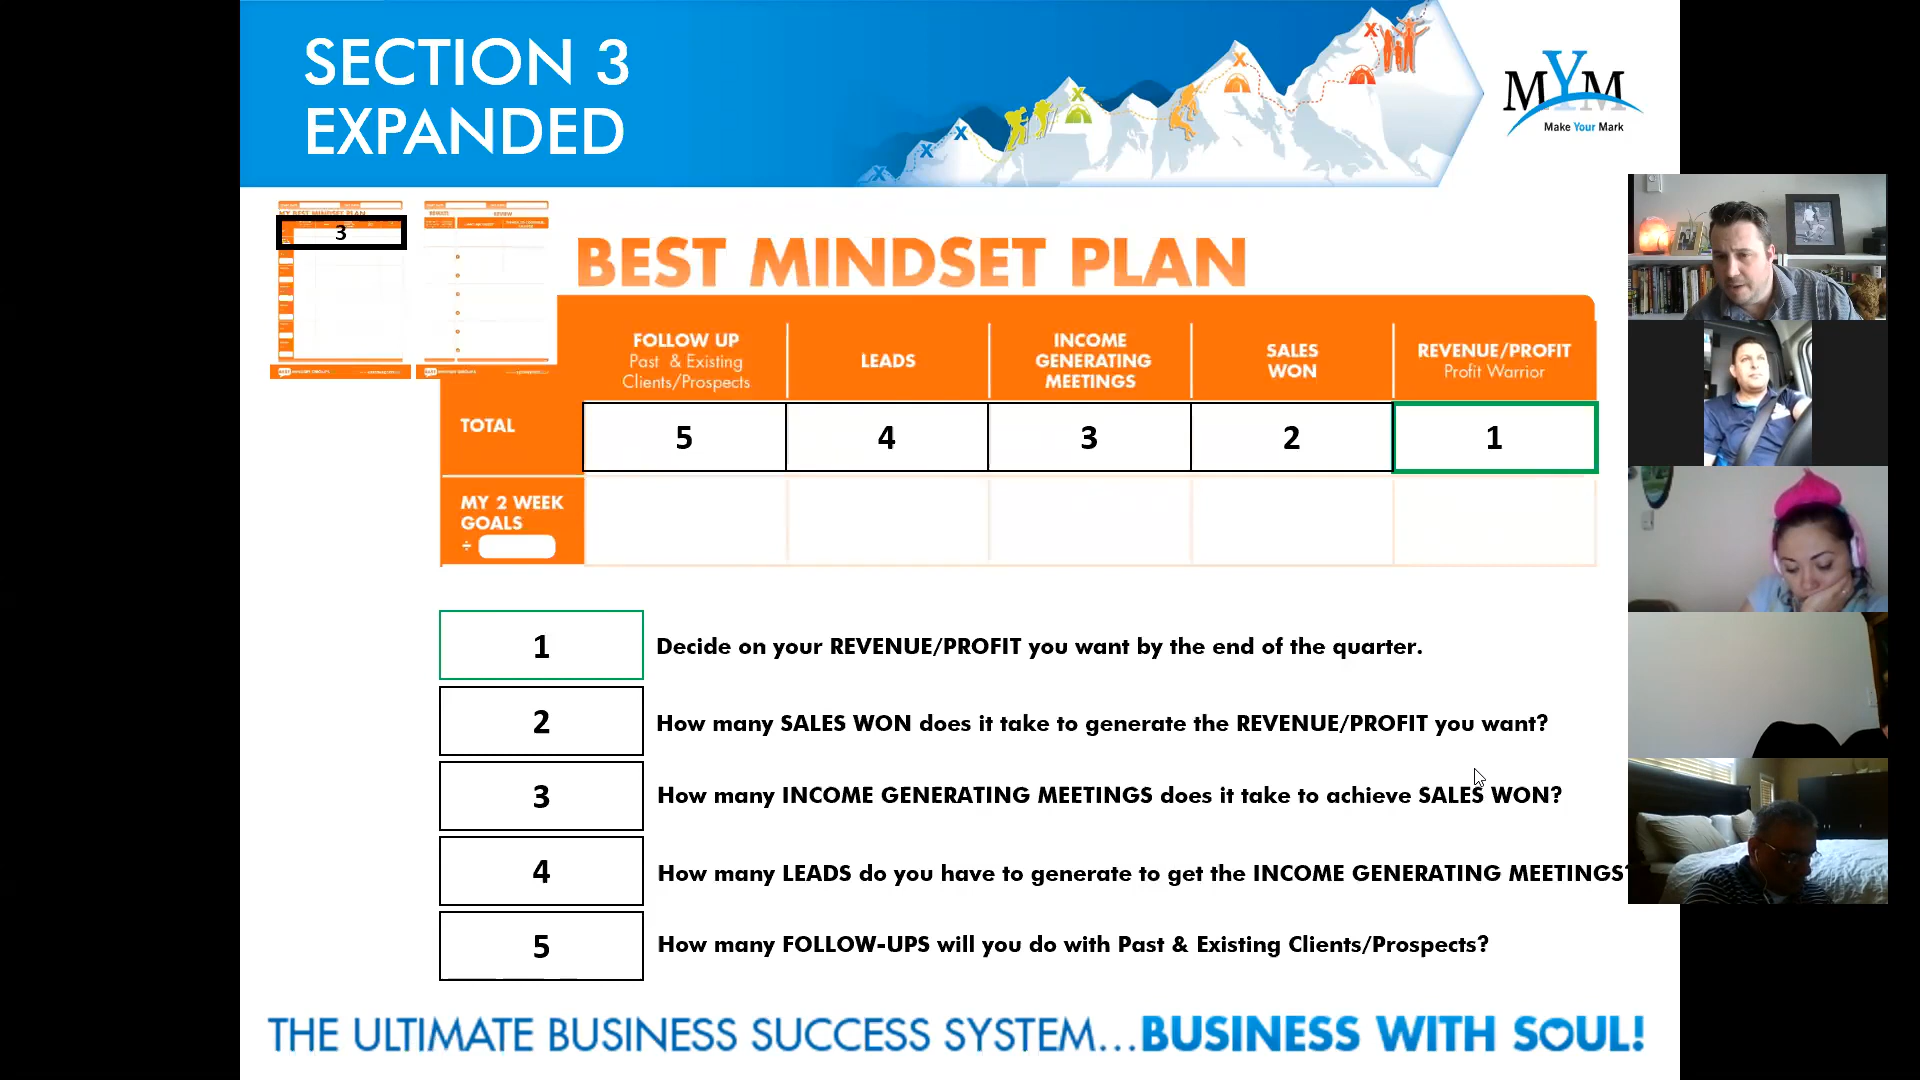 SECTION 3
EXPANDED
MYM
Make Your Mark
MY BEST MINDSET PLAN
3
RESULTS
REVIEW
BEST MINDSET PLAN
FOLLOW UP
Past & Existing
Clients/Prospects
LEADS
INCOME
GENERATING
MEETINGS
SALES
WON
REVENUE/PROFIT
Profit Warrior
TOTAL
5
4
3
2
1
MY 2 WEEK
GOALS
÷
1
Decide on your REVENUE/PROFIT you want by the end of the quarter.
2
How many SALES WON does it take to generate the REVENUE/PROFIT you want?
3
How many INCOME GENERATING MEETINGS does it take to achieve SALES WON?
4
How many LEADS do you have to generate to get the INCOME GENERATING MEETINGS?
5
How many FOLLOW-UPS will you do with Past & Existing Clients/Prospects?
THE ULTIMATE BUSINESS SUCCESS SYSTEM...BUSINESS WITH SOUL!